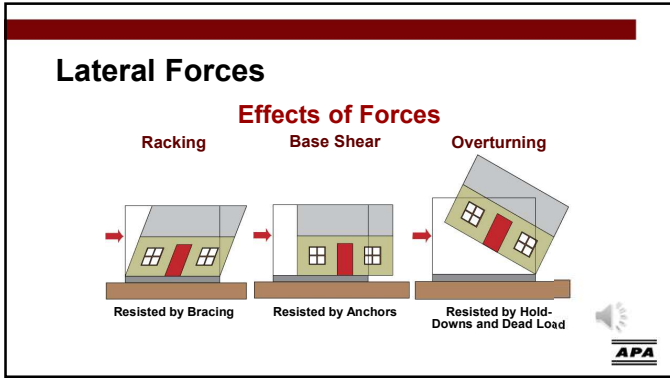 Lateral Forces
Effects of Forces
Racking
Base Shear
Overturning
Resisted by Bracing
Resisted by Anchors
Resisted by Hold-
Downs and Dead Load
APA